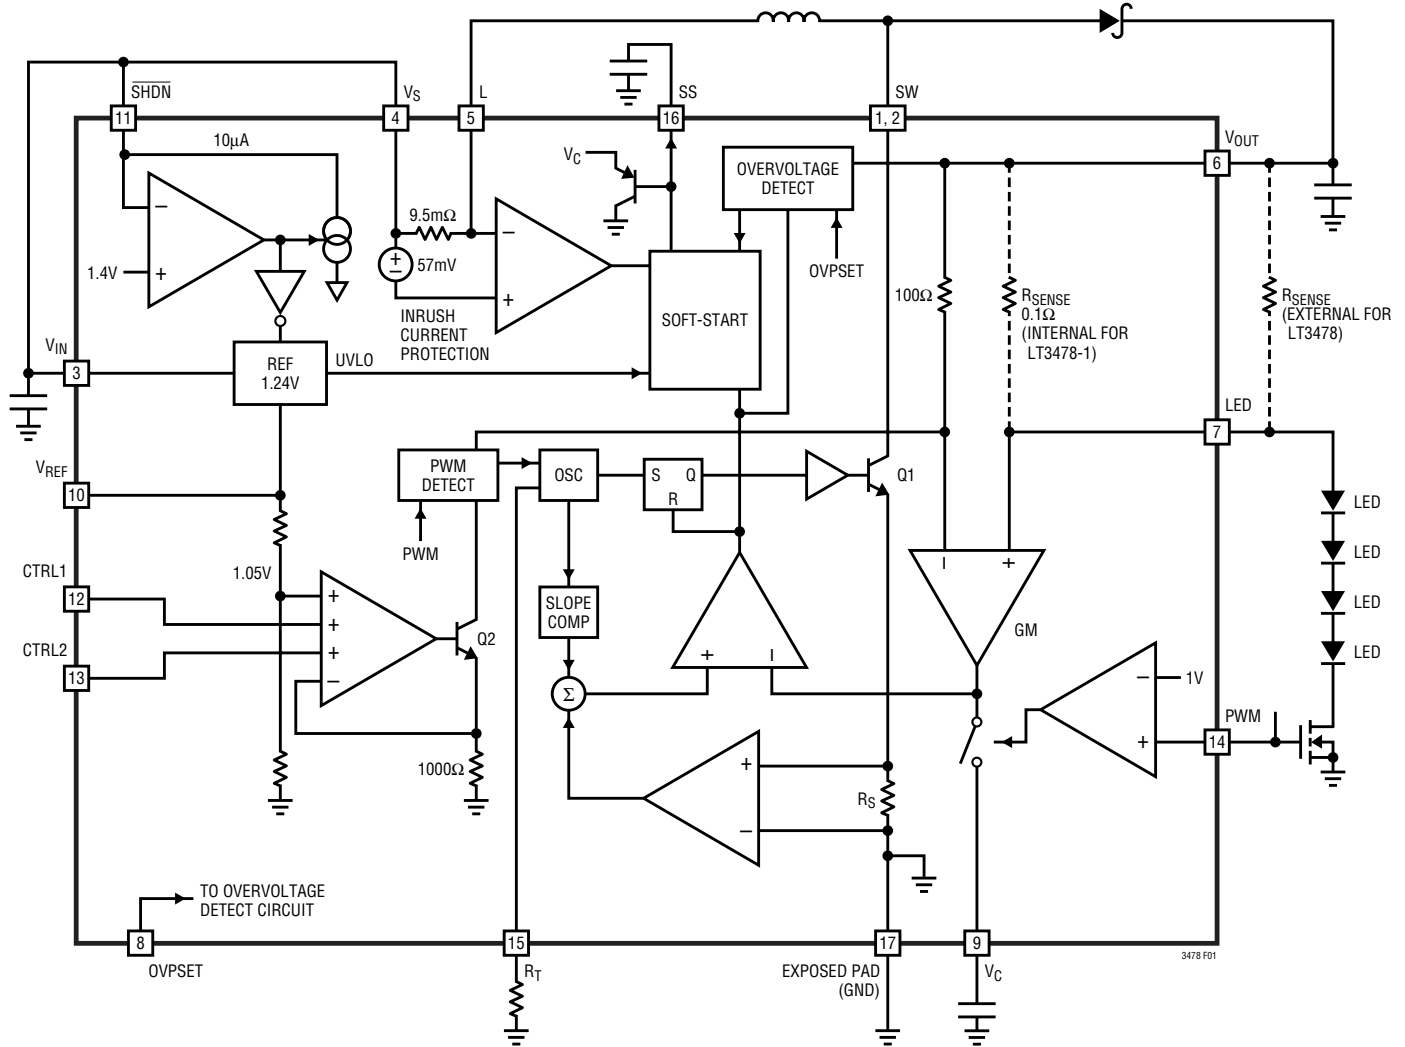 SHDN
VS
L
SS
SW
11
4
5
16
1, 2
10μA
VC
OVERVOLTAGE
DETECT
VOUT
6
−
1.4V
+
9.5mΩ
+
−
57mV
−
+
OVPSET
INRUSH
CURRENT
PROTECTION
SOFT-START
100Ω
RSENSE
0.1Ω
(INTERNAL FOR
LT3478-1)
RSENSE
(EXTERNAL FOR
LT3478)
VIN
3
REF
1.24V
UVLO
LED
7
VREF
10
PWM
DETECT
OSC
S
Q
R
Q1
LED
LED
LED
LED
PWM
1.05V
CTRL1
12
CTRL2
13
+
+
+
−
Q2
SLOPE
COMP
Σ
+
−
−
+
GM
−
1V
+
PWM
14
1000Ω
+
−
RS
TO OVERVOLTAGE
DETECT CIRCUIT
8
15
17
9
OVPSET
RT
EXPOSED PAD
(GND)
VC
3478 F01